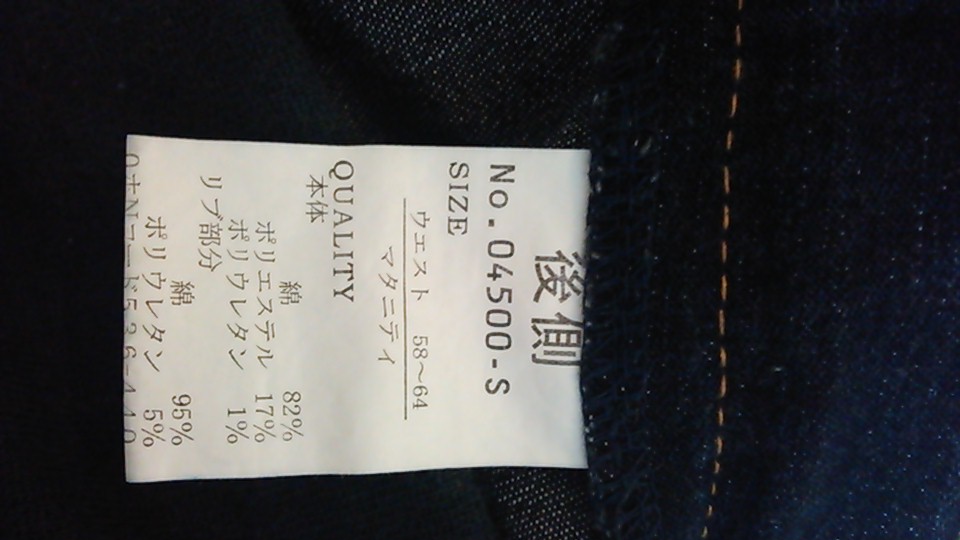 後側
No.04500-S
SIZE
ウエスト 58〜64
マタニティ
QUALITY
本体
綿 82%
ポリエステル 17%
ポリウレタン 1%
リブ部分
綿 95%
ポリウレタン 5%